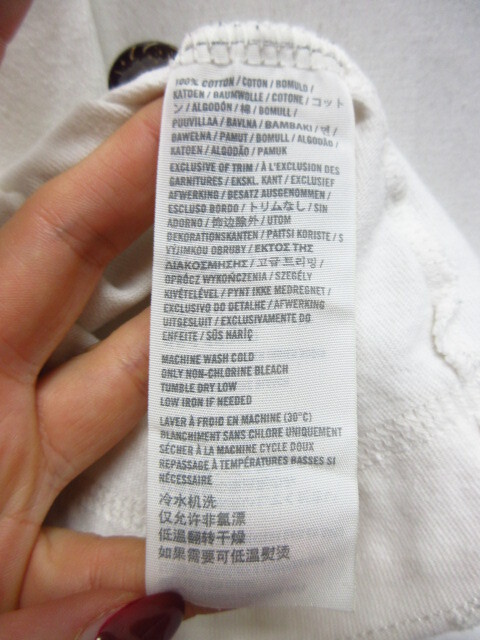 100% COTTON / COTON / BOMULD /
KATOEN / BAUMWOLLE / COTONE / コット
ン / ALGODÓN / 棉 / BOMULL /
PUUVILLAA / BAVLNA / ΒΑΜΒΑΚΙ / 면 /
BAWEŁNA / PAMUT / BOMULL / ALGODÃO /
KATOEN / ALGODÃO / PAMUK
EXCLUSIVE OF TRIM / À L'EXCLUSION DES
GARNITURES / EKSKL. KANT / EXCLUSIEF
AFWERKING / BESATZ AUSGENOMMEN /
ESCLUSO BORDO / トリムなし / SIN
ADORNO / 饰边除外 / UTOM
DEKORATIONSKANTEN / PAITSI KORISTE / S
VÝJIMKOU OBRUBY / ΕΚΤΟΣ ΤΗΣ
ΔΙΑΚΟΣΜΗΣΗΣ / 고급 트리밍 /
OPRÓCZ WYKOŃCZENIA / SZEGÉLY
KIVÉTELÉVEL / PYNT IKKE MEDREGNET /
EXCLUSIVO DO DETALHE / AFWERKING
UITGESLUIT / EXCLUSIVAMENTE DO
ENFEITE / SÜS HARİÇ
MACHINE WASH COLD
ONLY NON-CHLORINE BLEACH
TUMBLE DRY LOW
LOW IRON IF NEEDED
LAVER À FROID EN MACHINE (30°C)
BLANCHIMENT SANS CHLORE UNIQUEMENT
SÉCHER À LA MACHINE CYCLE DOUX
REPASSAGE À TEMPÉRATURES BASSES SI
NÉCESSAIRE
冷水机洗
仅允许非氯漂
低温翻转干燥
如果需要可低温熨烫